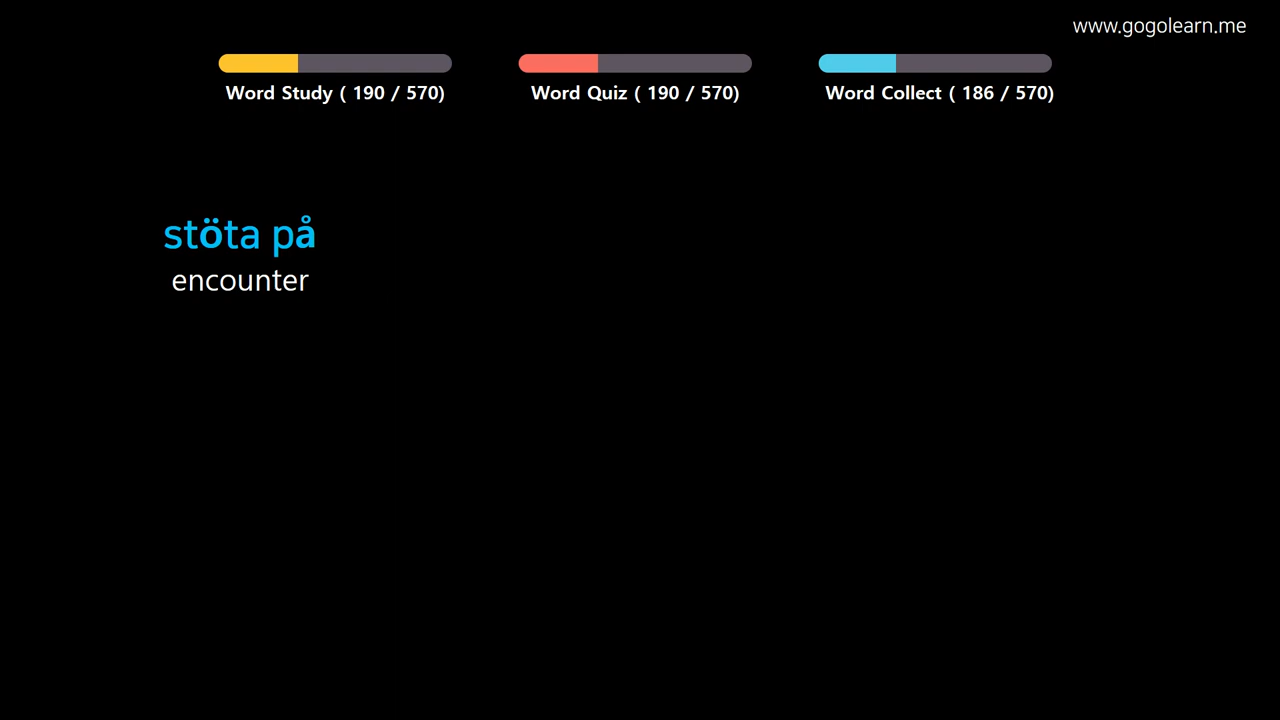 www.gogolearn.me
Word Study ( 190 / 570)
Word Quiz ( 190 / 570)
Word Collect ( 186 / 570)
stöta på
encounter